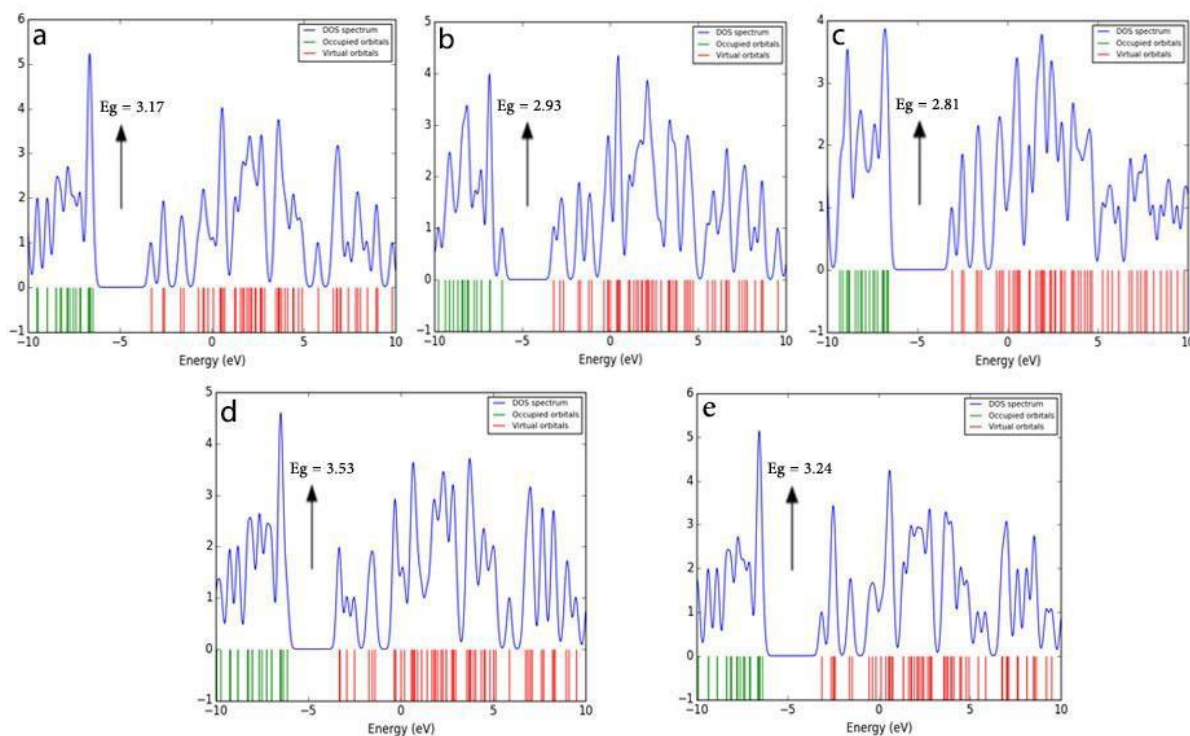 a
DOS spectrum
Occupied orbitals
Virtual orbitals
Eg = 3.17
6
5
4
3
2
1
0
−1
−10
−5
0
5
10
Energy (eV)
b
DOS spectrum
Occupied orbitals
Virtual orbitals
Eg = 2.93
5
4
3
2
1
0
−1
−10
−5
0
5
10
Energy (eV)
c
DOS spectrum
Occupied orbitals
Virtual orbitals
Eg = 2.81
4
3
2
1
0
−1
−10
−5
0
5
10
Energy (eV)
d
DOS spectrum
Occupied orbitals
Virtual orbitals
Eg = 3.53
5
4
3
2
1
0
−1
−10
−5
0
5
10
Energy (eV)
e
DOS spectrum
Occupied orbitals
Virtual orbitals
Eg = 3.24
6
5
4
3
2
1
0
−1
−10
−5
0
5
10
Energy (eV)